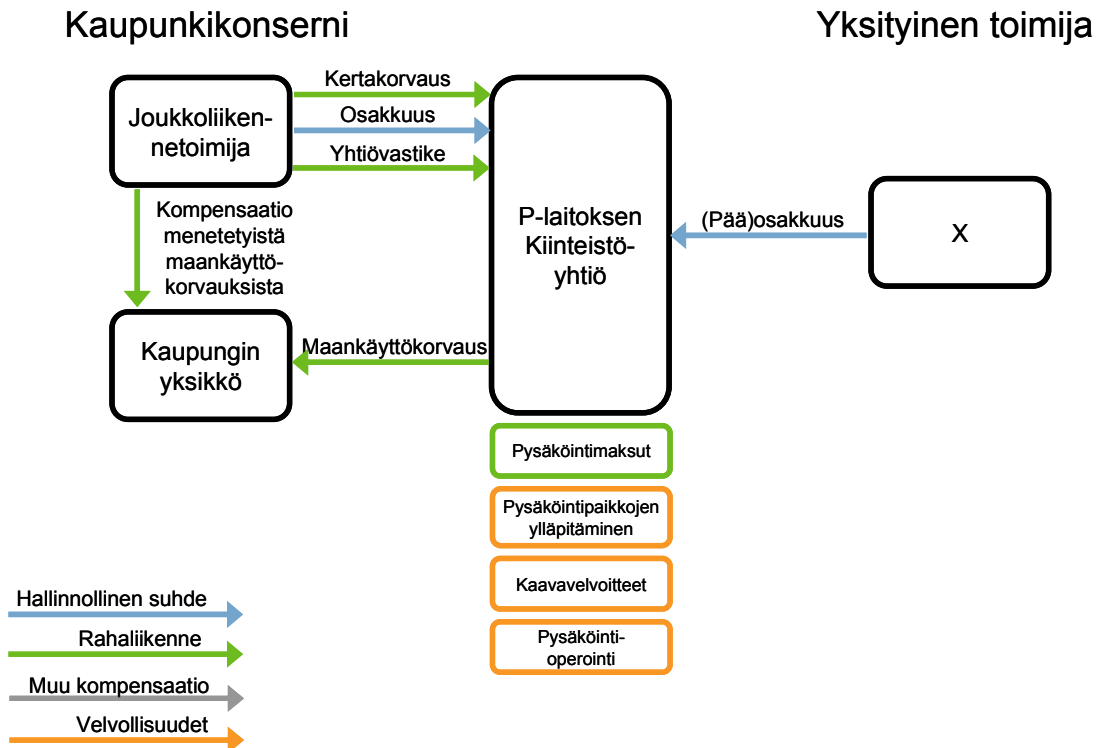 Kaupunkikonserni
Yksityinen toimija
Joukkoliiken-
netoimija
Kertakorvaus
Osakkuus
Yhtiövastike
Kompensaatio
menetetyistä
maankäyttö-
korvauksista
P-laitoksen
Kiinteistö-
yhtiö
(Pää)osakkuus
X
Kaupungin
yksikkö
Maankäyttökorvaus
Pysäköintimaksut
Pysäköintipaikkojen
ylläpitäminen
Kaavavelvoitteet
Pysäköinti-
operointi
Hallinnollinen suhde
Rahaliikenne
Muu kompensaatio
Velvollisuudet